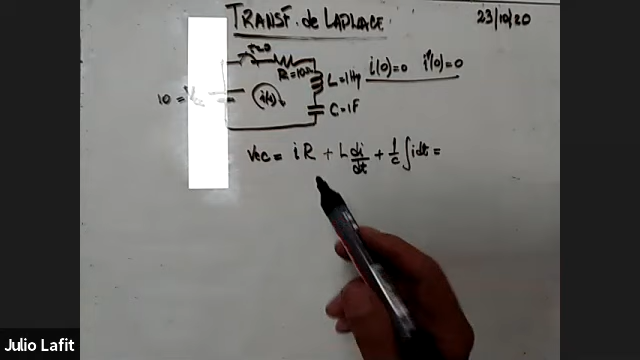 TRANSF. de LAPLACE
23/10/20
t=0
R=10Ω
L=1Hy
i(0)=0 i'(0)=0
10 = Vcc
i(t)
C=1F
Vcc = iR + L di/dt + 1/C ∫ i dt =
Julio Lafit